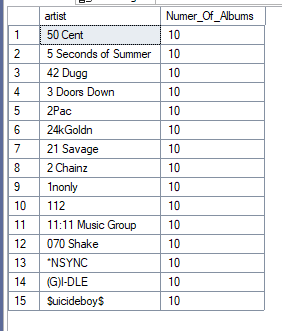 artist Numer_Of_Albums
1 50 Cent 10
2 5 Seconds of Summer 10
3 42 Dugg 10
4 3 Doors Down 10
5 2Pac 10
6 24kGoldn 10
7 21 Savage 10
8 2 Chainz 10
9 1nonly 10
10 112 10
11 11:11 Music Group 10
12 070 Shake 10
13 *NSYNC 10
14 (G)I-DLE 10
15 $uicideboy$ 10